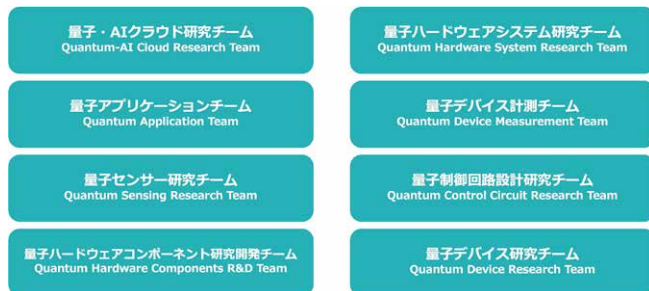 量子・AIクラウド研究チーム
Quantum-AI Cloud Research Team
量子ハードウェアシステム研究チーム
Quantum Hardware System Research Team
量子アプリケーションチーム
Quantum Application Team
量子デバイス計測チーム
Quantum Device Measurement Team
量子センサー研究チーム
Quantum Sensing Research Team
量子制御回路設計研究チーム
Quantum Control Circuit Research Team
量子ハードウェアコンポーネント研究開発チーム
Quantum Hardware Components R&D Team
量子デバイス研究チーム
Quantum Device Research Team